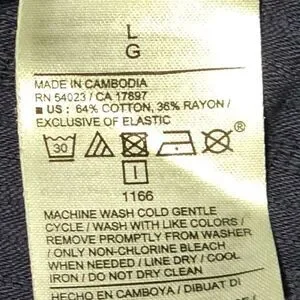 L
G
MADE IN CAMBODIA
RN 54023 / CA 17897
■ US : 64% COTTON, 36% RAYON /
EXCLUSIVE OF ELASTIC
30 ®
I
1166
MACHINE WASH COLD GENTLE
CYCLE / WASH WITH LIKE COLORS /
REMOVE PROMPTLY FROM WASHER
/ ONLY NON-CHLORINE BLEACH
WHEN NEEDED / LINE DRY / COOL
IRON / DO NOT DRY CLEAN
HECHO EN CAMBOYA / DIBUAT DI